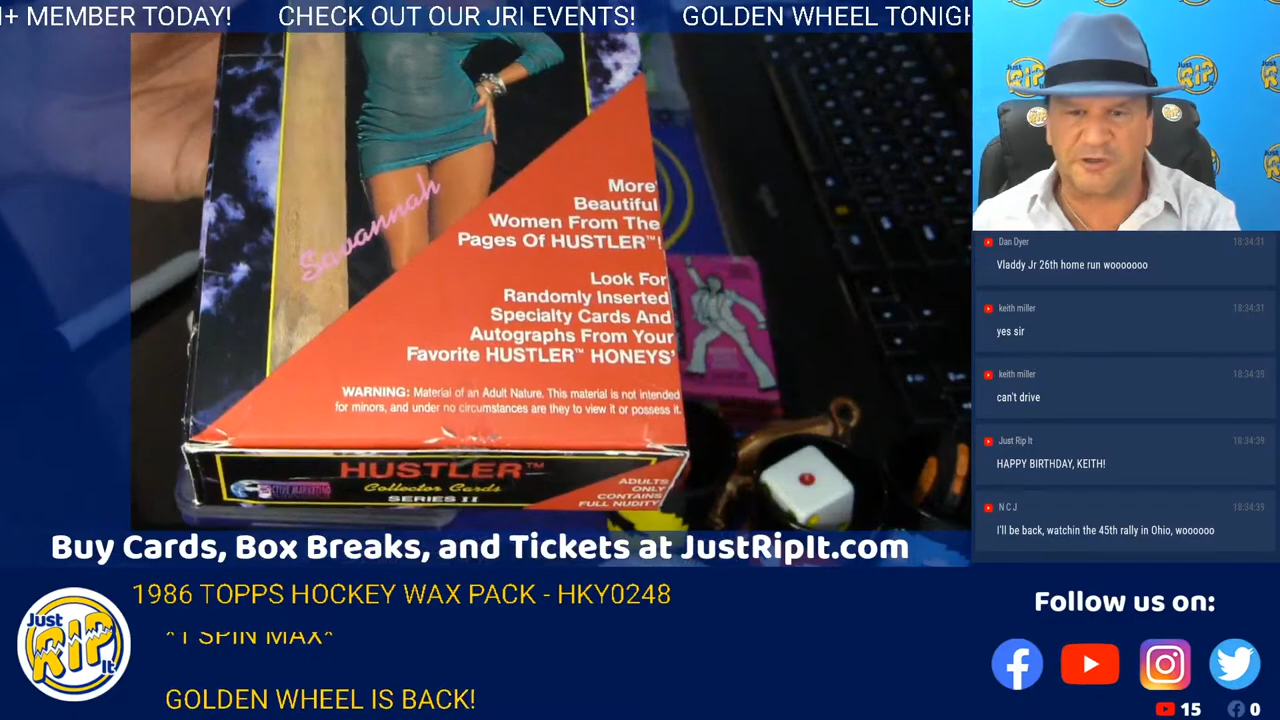 + MEMBER TODAY! CHECK OUT OUR JRI EVENTS! GOLDEN WHEEL TONIGH
Savannah
More
Beautiful
Women From The
Pages Of HUSTLER™!
Look For
Randomly Inserted
Specialty Cards And
Autographs From Your
Favorite HUSTLER™ HONEYS'
WARNING: Material of an Adult Nature. This material is not intended
for minors, and under no circumstances are they to view it or possess it.
HUSTLER™
Collector Cards
SERIES II
ADULTS
ONLY
CONTAINS
FULL NUDITY
Just
RIP
It
Dan Dyer 18:34:31
Vladdy Jr 26th home run wooooooo
keith miller 18:34:31
yes sir
keith miller 18:34:39
can't drive
Just Rip It 18:34:39
HAPPY BIRTHDAY, KEITH!
N C J 18:34:39
I'll be back, watchin the 45th rally in Ohio, woooooo
Buy Cards, Box Breaks, and Tickets at JustRipIt.com
Just
RIP
It
1986 TOPPS HOCKEY WAX PACK - HKY0248
*1 SPIN MAX*
GOLDEN WHEEL IS BACK!
Follow us on:
15
0